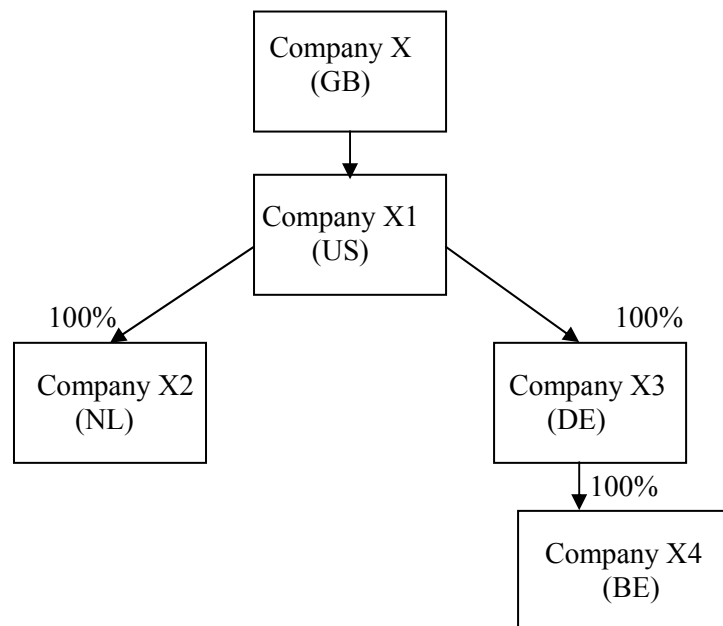 Company X
(GB)
Company X1
(US)
100%
100%
Company X2
(NL)
Company X3
(DE)
100%
Company X4
(BE)